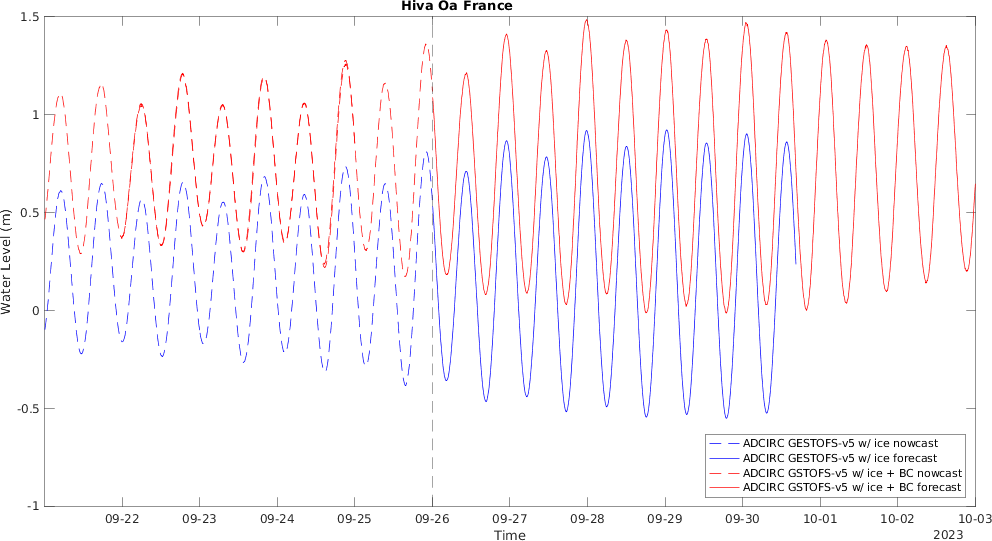 Hiva Oa France
1.5
1
0.5
0
-0.5
-1
Water Level (m)
09-22 09-23 09-24 09-25 09-26 09-27 09-28 09-29 09-30 10-01 10-02 10-03
Time
2023
ADCIRC GESTOFS-v5 w/ ice nowcast
ADCIRC GESTOFS-v5 w/ ice forecast
ADCIRC GSTOFS-v5 w/ ice + BC nowcast
ADCIRC GSTOFS-v5 w/ ice + BC forecast